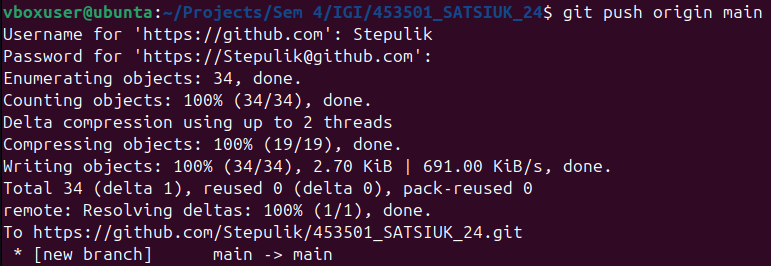 vboxuser@ubuntu:~/Projects/Sem 4/IGI/453501_SATSIUK_24$ git push origin main
Username for 'https://github.com': Stepulik
Password for 'https://Stepulik@github.com':
Enumerating objects: 34, done.
Counting objects: 100% (34/34), done.
Delta compression using up to 2 threads
Compressing objects: 100% (19/19), done.
Writing objects: 100% (34/34), 2.70 KiB | 691.00 KiB/s, done.
Total 34 (delta 1), reused 0 (delta 0), pack-reused 0
remote: Resolving deltas: 100% (1/1), done.
To https://github.com/Stepulik/453501_SATSIUK_24.git
 * [new branch]      main -> main